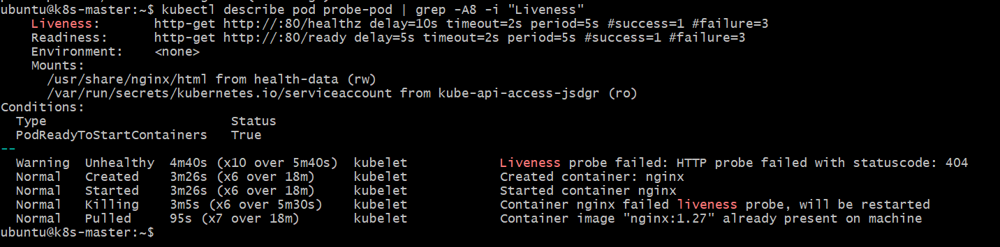 ubuntu@k8s-master:~$ kubectl describe pod probe-pod | grep -A8 -i "Liveness"
    Liveness:       http-get http://:80/healthz delay=10s timeout=2s period=5s #success=1 #failure=3
    Readiness:      http-get http://:80/ready delay=5s timeout=2s period=5s #success=1 #failure=3
    Environment:    <none>
    Mounts:
      /usr/share/nginx/html from health-data (rw)
      /var/run/secrets/kubernetes.io/serviceaccount from kube-api-access-jsdgr (ro)
Conditions:
  Type                        Status
  PodReadyToStartContainers   True
--
  Warning  Unhealthy  4m40s (x10 over 5m40s)  kubelet            Liveness probe failed: HTTP probe failed with statuscode: 404
  Normal   Created    3m26s (x6 over 18m)     kubelet            Created container: nginx
  Normal   Started    3m26s (x6 over 18m)     kubelet            Started container nginx
  Normal   Killing    3m5s (x6 over 5m30s)    kubelet            Container nginx failed liveness probe, will be restarted
  Normal   Pulled     95s (x7 over 18m)       kubelet            Container image "nginx:1.27" already present on machine
ubuntu@k8s-master:~$